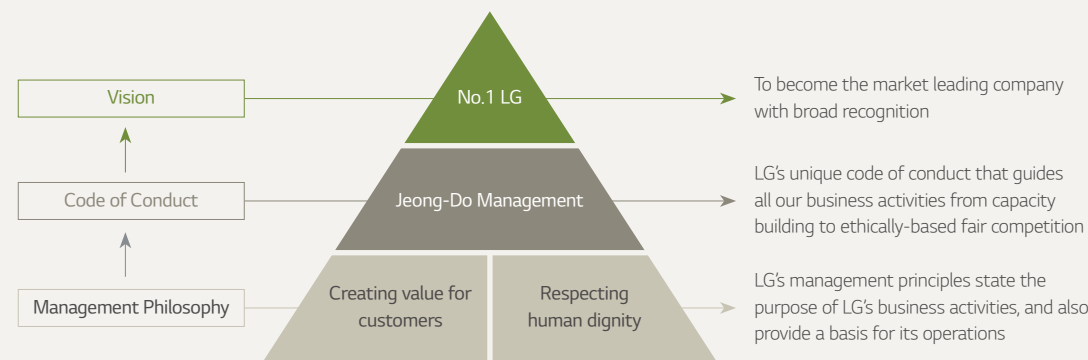 Vision
No.1 LG
To become the market leading company
with broad recognition
Code of Conduct
Jeong-Do Management
LG's unique code of conduct that guides
all our business activities from capacity
building to ethically-based fair competition
Management Philosophy
Creating value for
customers
Respecting
human dignity
LG's management principles state the
purpose of LG's business activities, and also
provide a basis for its operations